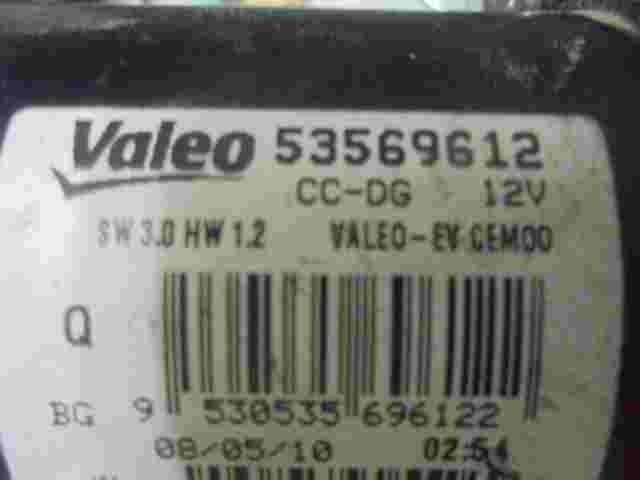 Valeo 53569612
CC-DG 12V
SW 3.0 HW 1.2 VALEO-EV GEM00
Q
BG 9 530535 696122
08/05/10 02:54